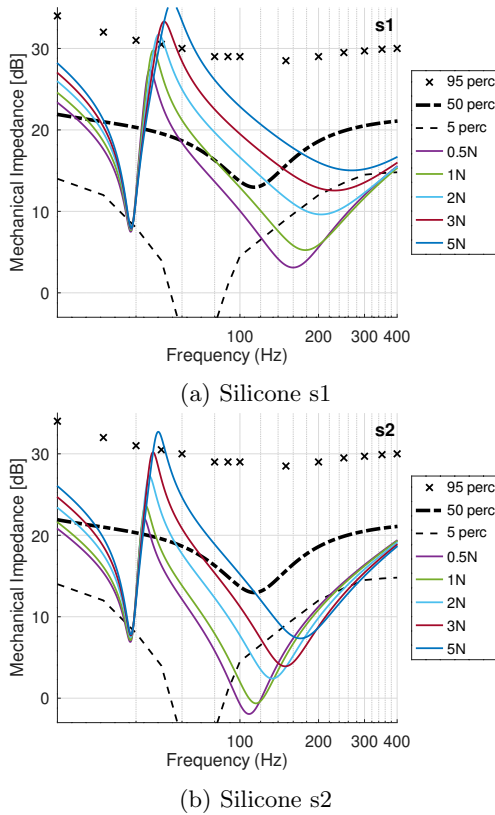 s1
30
20
10
0
Mechanical Impedance [dB]
100 200 300 400
Frequency (Hz)
95 perc
50 perc
5 perc
0.5N
1N
2N
3N
5N
(a) Silicone s1
s2
30
20
10
0
Mechanical Impedance [dB]
100 200 300 400
Frequency (Hz)
95 perc
50 perc
5 perc
0.5N
1N
2N
3N
5N
(b) Silicone s2